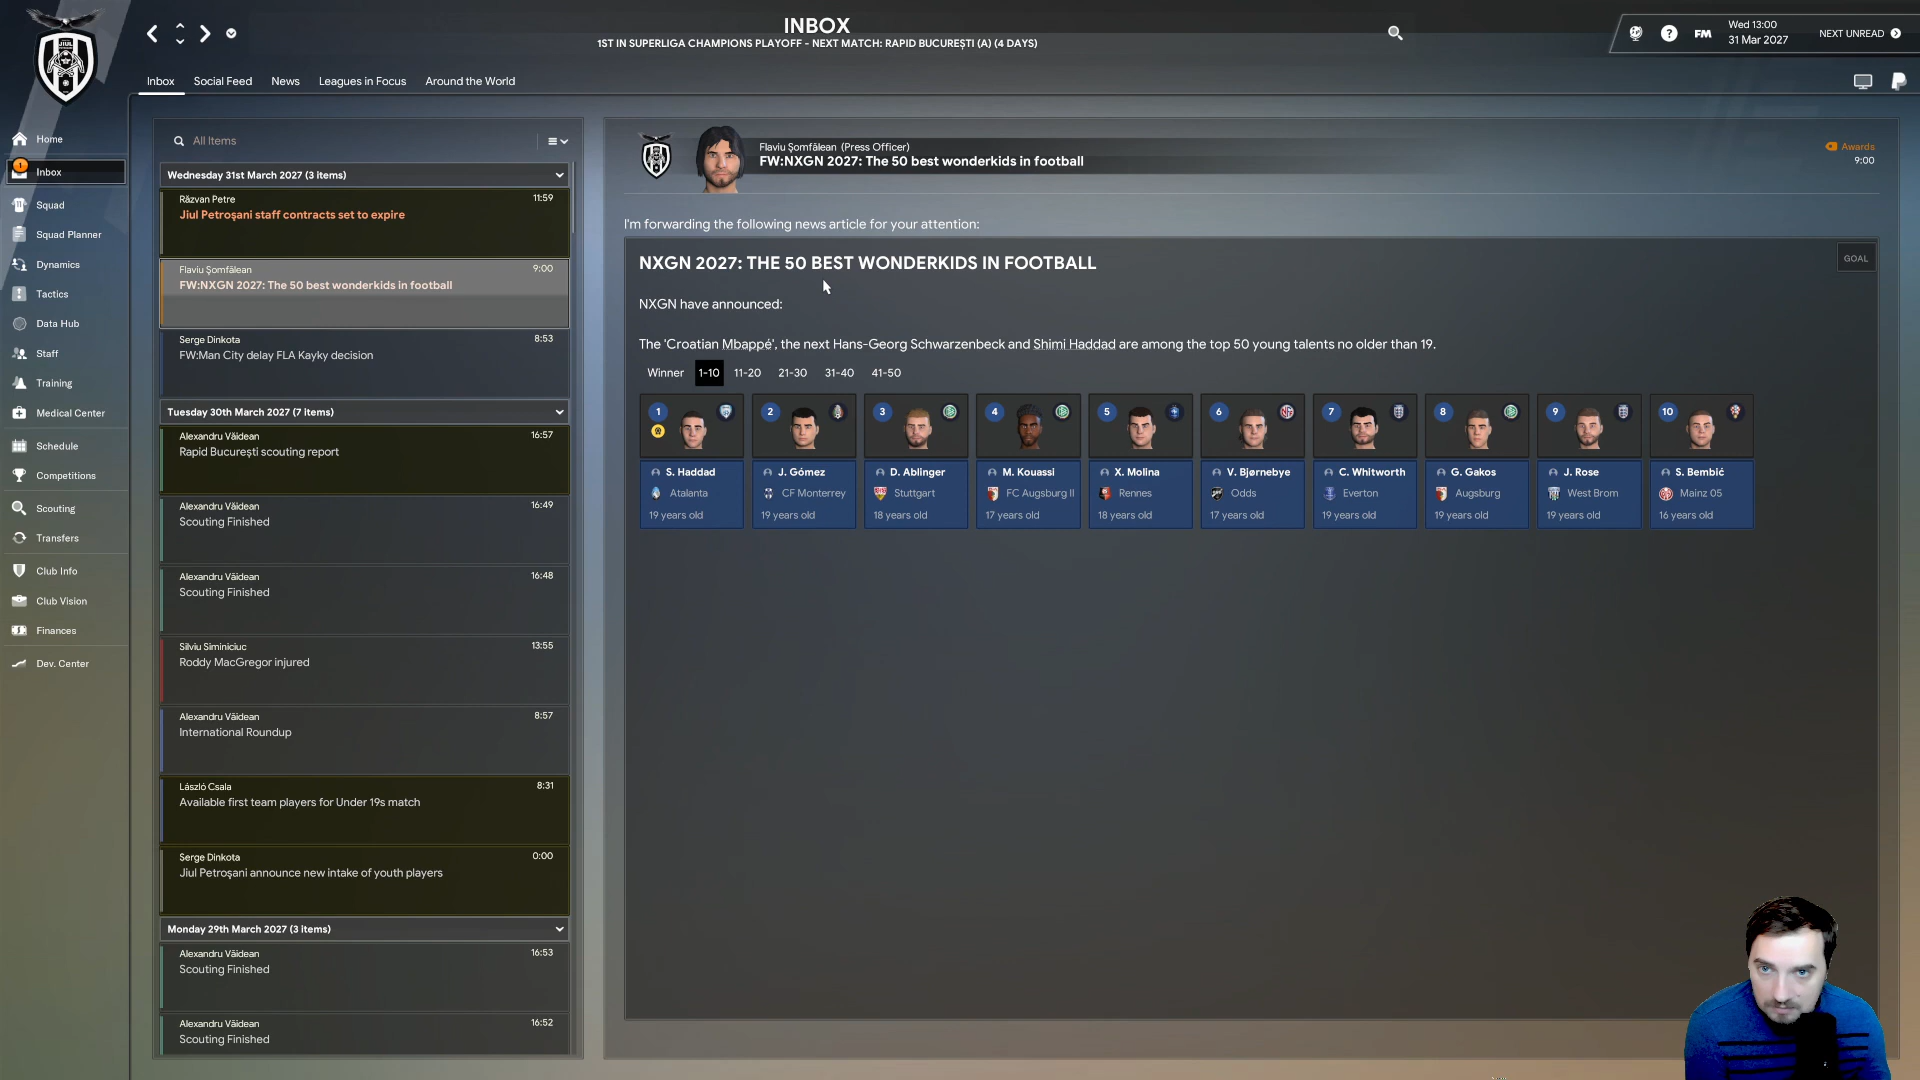 INBOX
1ST IN SUPERLIGA CHAMPIONS PLAYOFF - NEXT MATCH: RAPID BUCUREȘTI (A) (4 DAYS)
FM
Wed 13:00
31 Mar 2027
NEXT UNREAD
JIUL
Inbox
Social Feed
News
Leagues in Focus
Around the World
Home
1
Inbox
Squad
Squad Planner
Dynamics
Tactics
Data Hub
Staff
Training
Medical Center
Schedule
Competitions
Scouting
Transfers
Club Info
Club Vision
Finances
Dev. Center
All Items
Wednesday 31st March 2027 (3 items)
Răzvan Petre 11:59
Jiul Petroşani staff contracts set to expire
Flaviu Şomfălean 9:00
FW:NXGN 2027: The 50 best wonderkids in football
Serge Dinkota 8:53
FW:Man City delay FLA Kayky decision
Tuesday 30th March 2027 (7 items)
Alexandru Văidean 16:57
Rapid București scouting report
Alexandru Văidean 16:49
Scouting Finished
Alexandru Văidean 16:48
Scouting Finished
Silviu Siminiciuc 13:55
Roddy MacGregor injured
Alexandru Văidean 8:57
International Roundup
László Csala 8:31
Available first team players for Under 19s match
Serge Dinkota 0:00
Jiul Petroşani announce new intake of youth players
Monday 29th March 2027 (3 items)
Alexandru Văidean 16:53
Scouting Finished
Alexandru Văidean 16:52
Scouting Finished
Flaviu Şomfălean (Press Officer)
FW:NXGN 2027: The 50 best wonderkids in football
Awards
9:00
I'm forwarding the following news article for your attention:
NXGN 2027: THE 50 BEST WONDERKIDS IN FOOTBALL
GOAL
NXGN have announced:
The 'Croatian Mbappé', the next Hans-Georg Schwarzenbeck and Shimi Haddad are among the top 50 young talents no older than 19.
Winner 1-10 11-20 21-30 31-40 41-50
1 2 3 4 5 6 7 8 9 10
S. Haddad J. Gómez D. Ablinger M. Kouassi X. Molina V. Bjørnebye C. Whitworth G. Gakos J. Rose S. Bembić
Atalanta CF Monterrey Stuttgart FC Augsburg II Rennes Odds Everton Augsburg West Brom Mainz 05
19 years old 19 years old 18 years old 17 years old 18 years old 17 years old 19 years old 19 years old 19 years old 16 years old